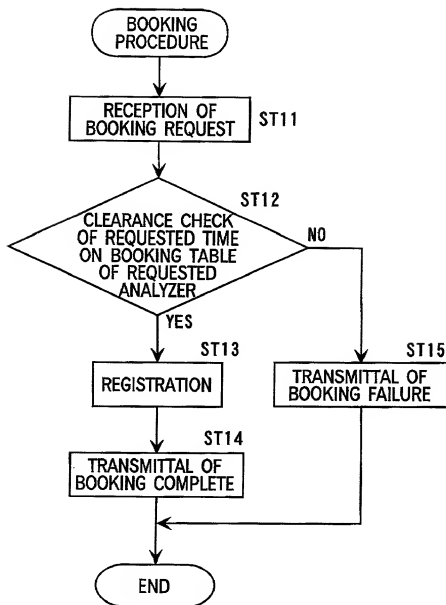 BOOKING
PROCEDURE
RECEPTION OF
BOOKING REQUEST
ST11
ST12
CLEARANCE CHECK
OF REQUESTED TIME
ON BOOKING TABLE
OF REQUESTED
ANALYZER
NO
YES
ST13
REGISTRATION
ST15
TRANSMITTAL OF
BOOKING FAILURE
ST14
TRANSMITTAL OF
BOOKING COMPLETE
END